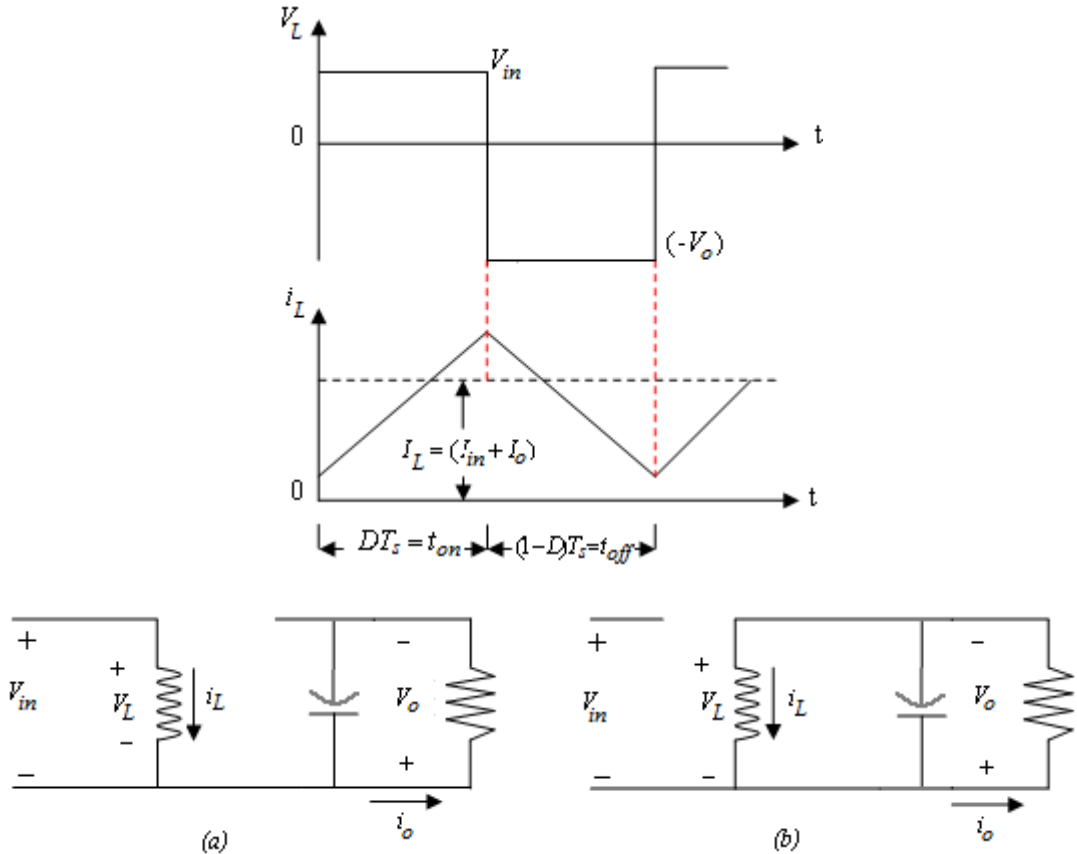 V_L
V_in
0
t
(-V_o)
i_L
I_L = (I_in + I_o)
0
t
DT_s = t_on
(1-D)T_s=t_off
+
V_in
-
+
V_L
-
i_L
-
V_o
+
i_o
(a)
+
V_in
-
+
V_L
-
i_L
-
V_o
+
i_o
(b)